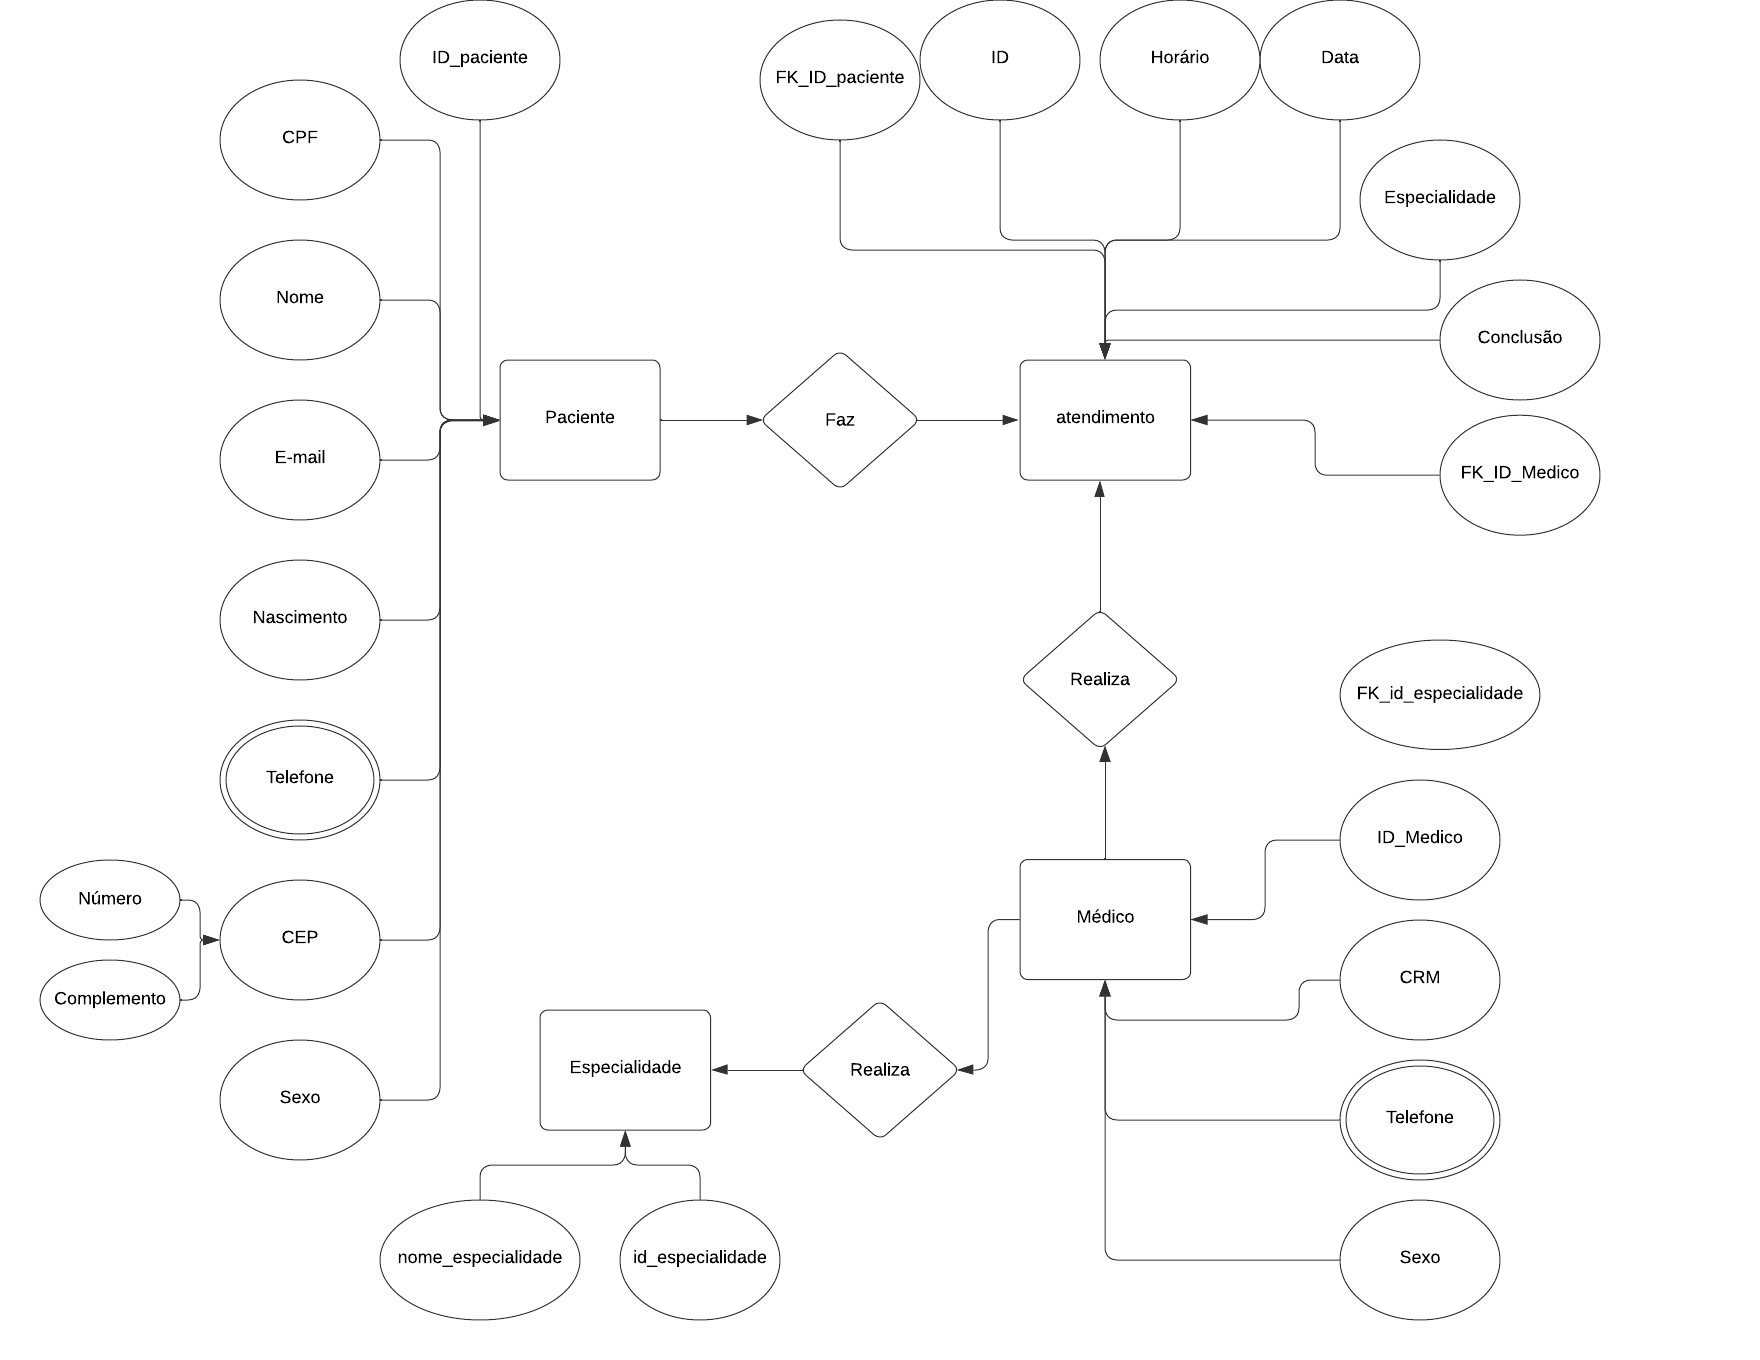 ID_paciente
FK_ID_paciente
ID
Horário
Data
CPF
Especialidade
Nome
Conclusão
Paciente
Faz
atendimento
E-mail
FK_ID_Medico
Nascimento
Realiza
FK_id_especialidade
Telefone
ID_Medico
Número
CEP
Médico
Complemento
CRM
Especialidade
Realiza
Sexo
Telefone
nome_especialidade
id_especialidade
Sexo